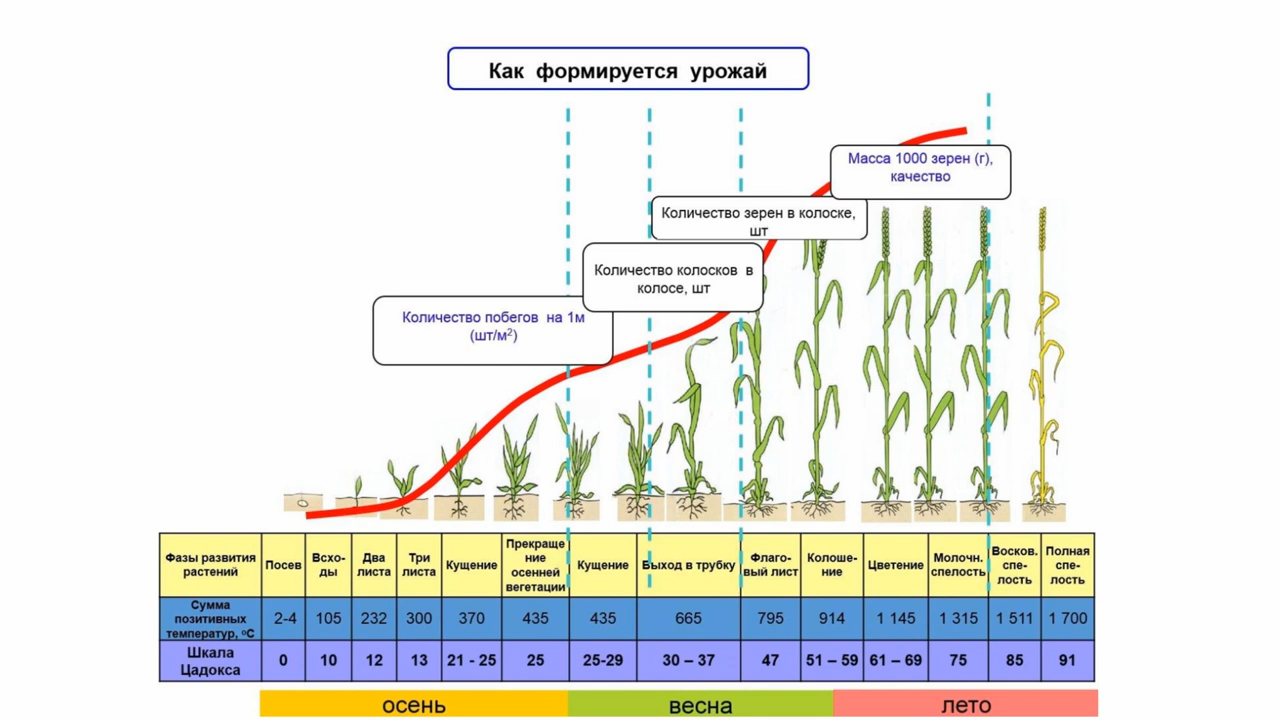 Как формируется урожай
Масса 1000 зерен (г),
качество
Количество зерен в колоске,
шт
Количество колосков в
колосе, шт
Количество побегов на 1м
(шт/м²)
Фазы развития
растений
Посев
Всхо-
ды
Два
листа
Три
листа
Кущение
Прекраще
ние
осенней
вегетации
Кущение
Выход в трубку
Флаго-
вый лист
Колоше-
ние
Цветение
Молочн.
спелость
Восков.
спе-
лость
Полная
спе-
лость
Сумма
позитивных
температур, ºС
2-4
105
232
300
370
435
435
665
795
914
1 145
1 315
1 511
1 700
Шкала
Цадокса
0
10
12
13
21 - 25
25
25-29
30 – 37
47
51 – 59
61 – 69
75
85
91
осень
весна
лето